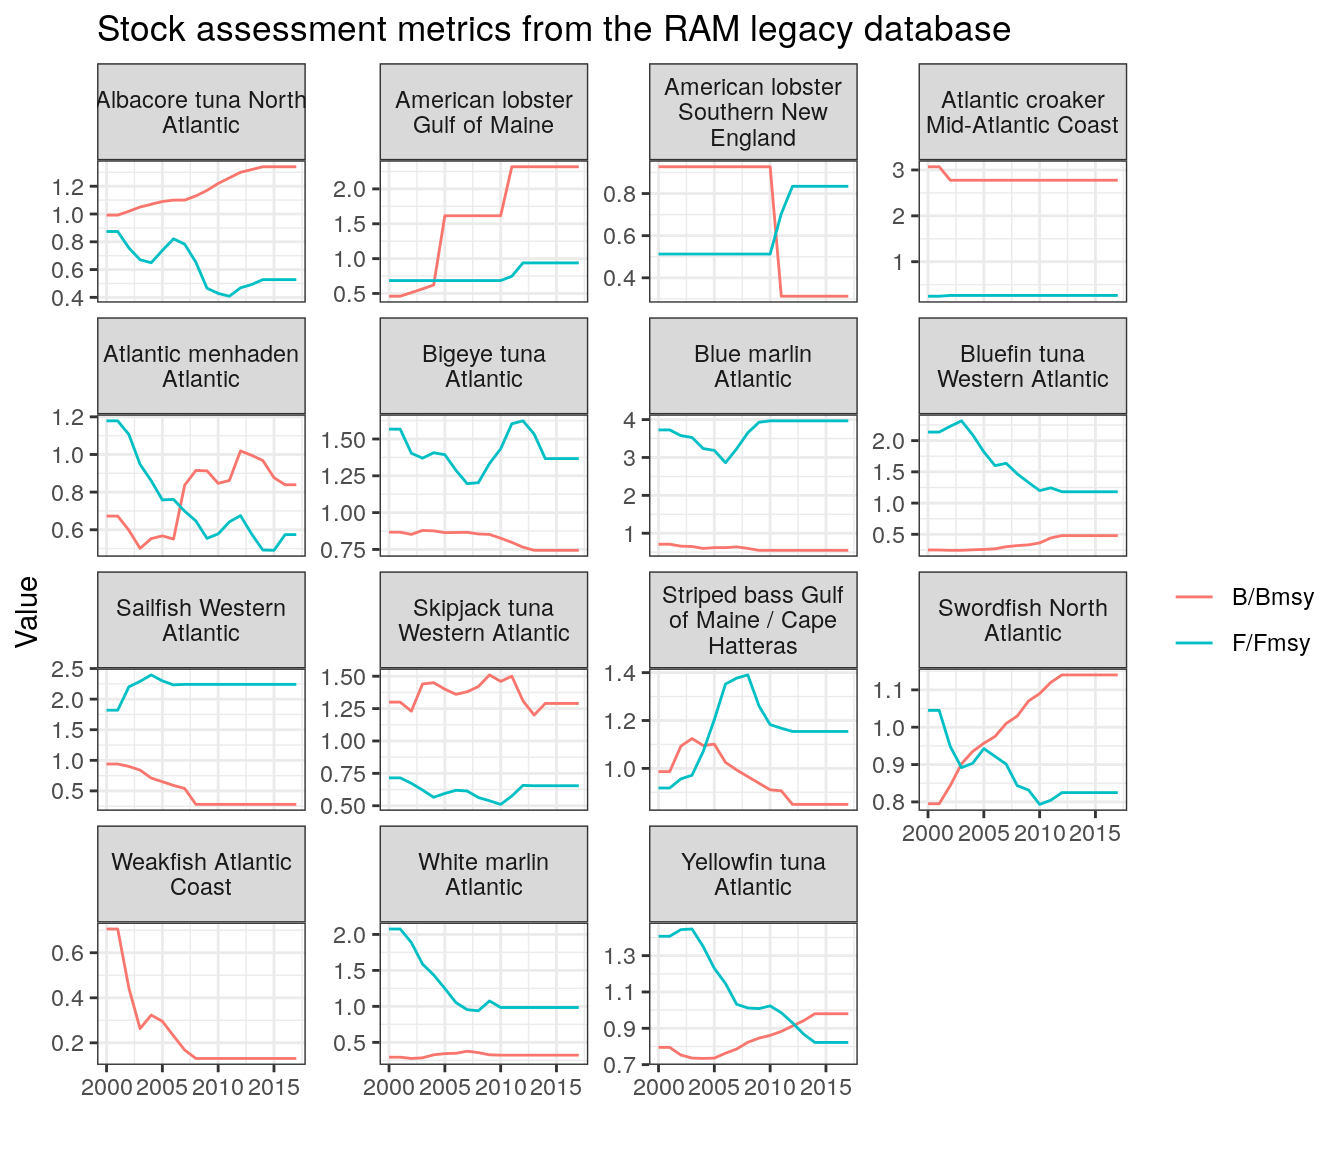 Stock assessment metrics from the RAM legacy database
Albacore tuna North
Atlantic
American lobster
Gulf of Maine
American lobster
Southern New
England
Atlantic croaker
Mid-Atlantic Coast
1.2
1.0
0.8
0.6
0.4
2.0
1.5
1.0
0.5
0.8
0.6
0.4
3
2
1
Atlantic menhaden
Atlantic
Bigeye tuna
Atlantic
Blue marlin
Atlantic
Bluefin tuna
Western Atlantic
1.2
1.0
0.8
0.6
1.50
1.25
1.00
0.75
4
3
2
1
2.0
1.5
1.0
0.5
Value
Sailfish Western
Atlantic
Skipjack tuna
Western Atlantic
Striped bass Gulf
of Maine / Cape
Hatteras
Swordfish North
Atlantic
2.5
2.0
1.5
1.0
0.5
1.50
1.25
1.00
0.75
0.50
1.4
1.2
1.0
1.1
1.0
0.9
0.8
2000 2005 2010 2015
B/Bmsy
F/Fmsy
Weakfish Atlantic
Coast
White marlin
Atlantic
Yellowfin tuna
Atlantic
0.6
0.4
0.2
2.0
1.5
1.0
0.5
1.3
1.1
0.9
0.7
2000 2005 2010 2015
2000 2005 2010 2015
2000 2005 2010 2015